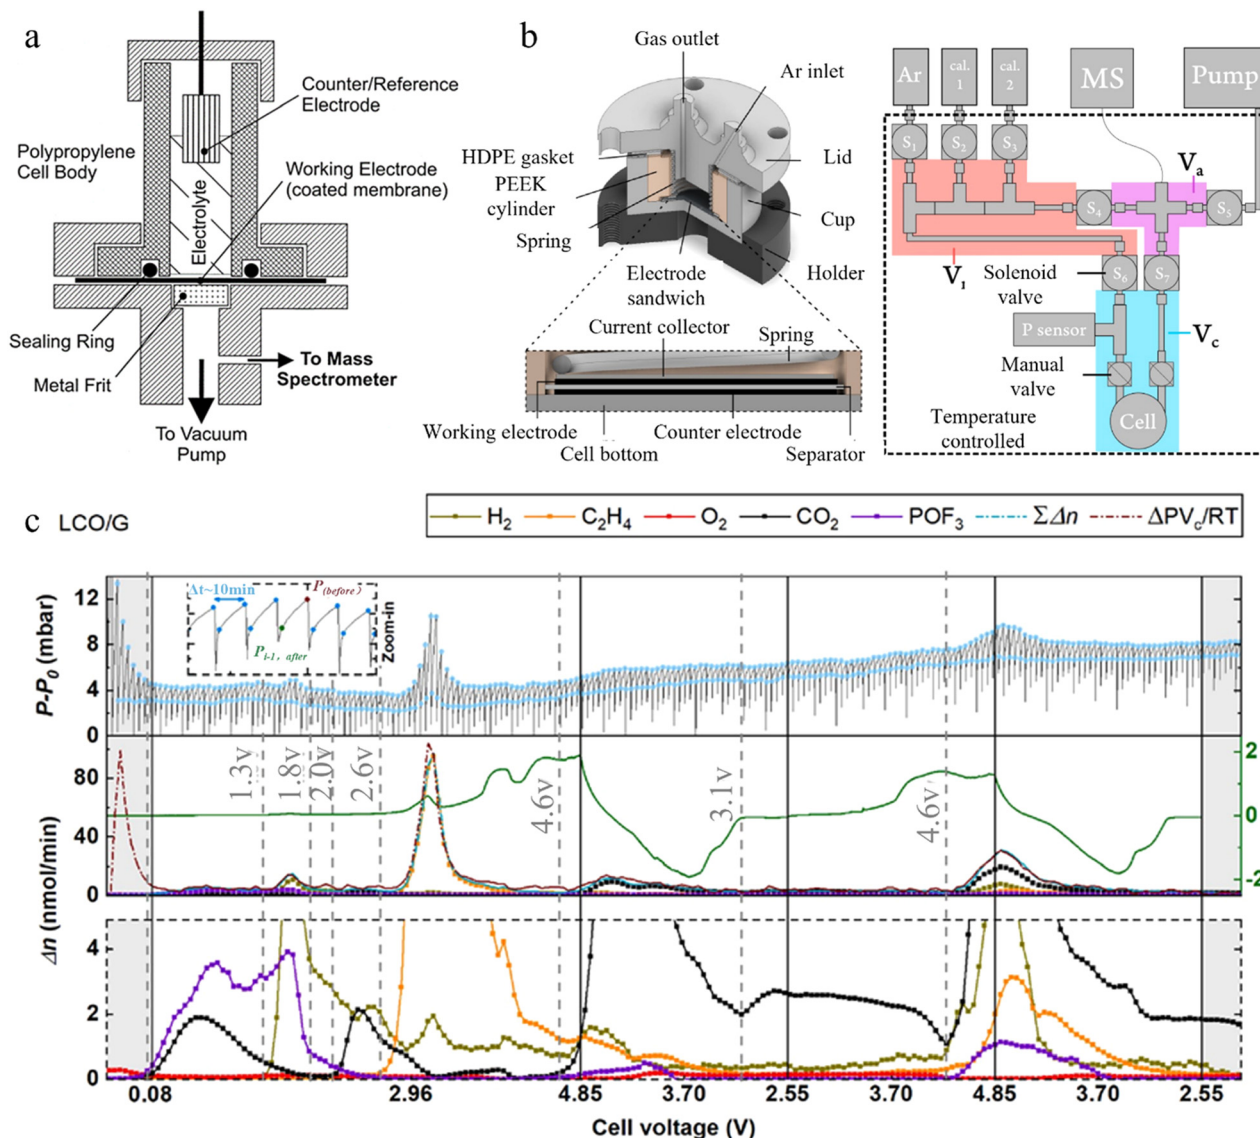 a
Counter/Reference
Electrode
Polypropylene
Cell Body
Working Electrode
(coated membrane)
Electrolyte
Sealing Ring
Metal Frit
To Mass
Spectrometer
To Vacuum
Pump
b
Gas outlet
Ar inlet
HDPE gasket
PEEK
cylinder
Spring
Lid
Cup
Holder
Electrode
sandwich
Current collector
Spring
Working electrode
Counter electrode
Cell bottom
Separator
Ar
cal.
1
cal.
2
MS
Pump
S1
S2
S3
Va
S4
S5
V1
Solenoid
valve
S6
S7
P sensor
Vc
Manual
valve
Cell
Temperature
controlled
c
LCO/G
H2
C2H4
O2
CO2
POF3
ΣΔn
ΔPVc/RT
P-P0 (mbar)
12
8
4
0
Δt~10min
P(before)
Pi-1, after
Zoom-in
Δn (nmol/min)
80
40
0
1.3v
1.8v
2.0v
2.6v
4.6v
3.1v
4.6v
2
0
-2
4
2
0
0.08
2.96
4.85
3.70
2.55
3.70
4.85
3.70
2.55
Cell voltage (V)